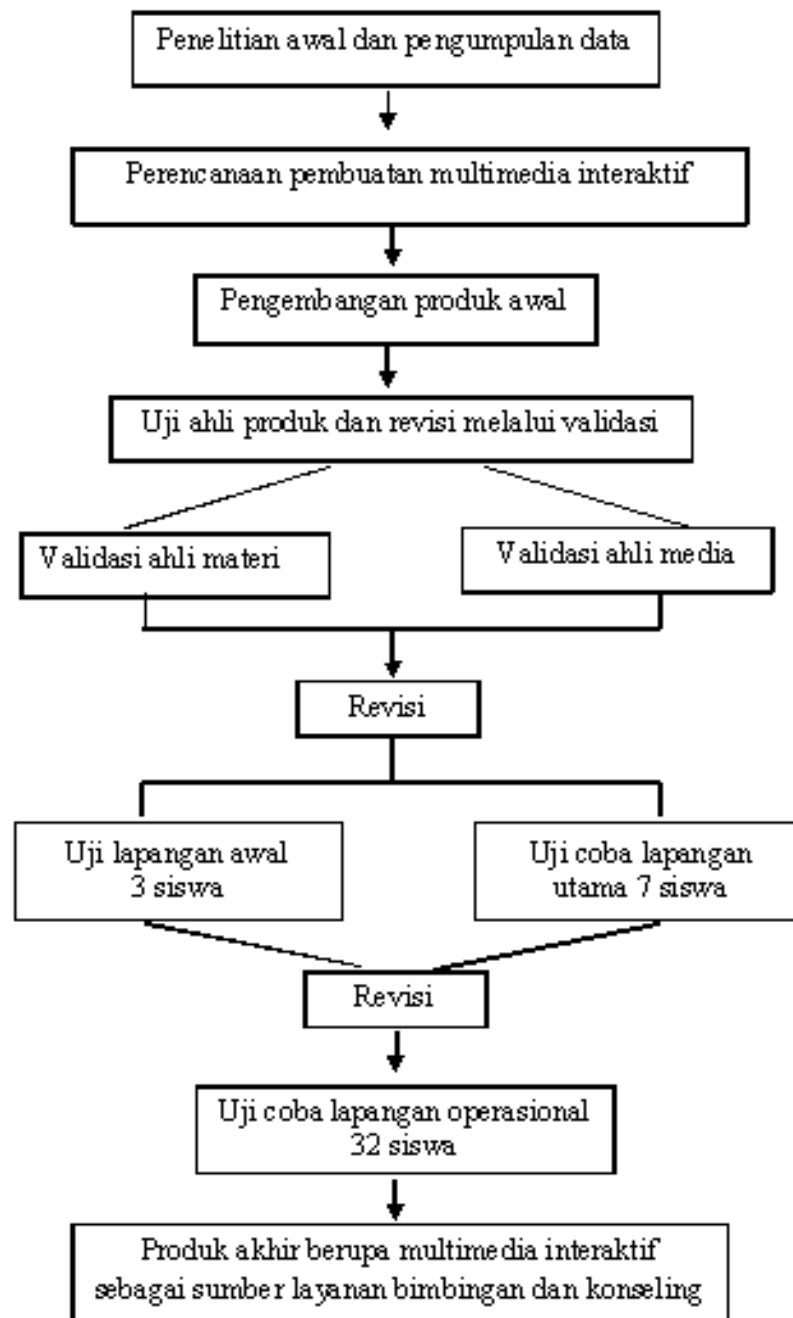 Penelitian awal dan pengumpulan data
Perencanaan pembuatan multimedia interaktif
Pengembangan produk awal
Uji ahli produk dan revisi melalui validasi
Validasi ahli materi
Validasi ahli media
Revisi
Uji lapangan awal
3 siswa
Uji coba lapangan
utama 7 siswa
Revisi
Uji coba lapangan operasional
32 siswa
Produk akhir berupa multimedia interaktif
sebagai sumber layanan bimbingan dan konseling